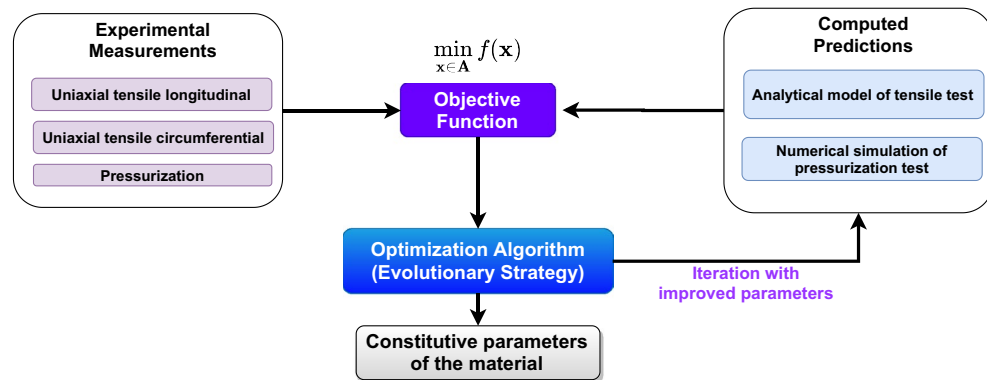 Experimental
Measurements
Uniaxial tensile longitudinal
Uniaxial tensile circumferential
Pressurization
min f(x)
x∈A
Objective
Function
Computed
Predictions
Analytical model of tensile test
Numerical simulation of
pressurization test
Optimization Algorithm
(Evolutionary Strategy)
Iteration with
improved parameters
Constitutive parameters
of the material